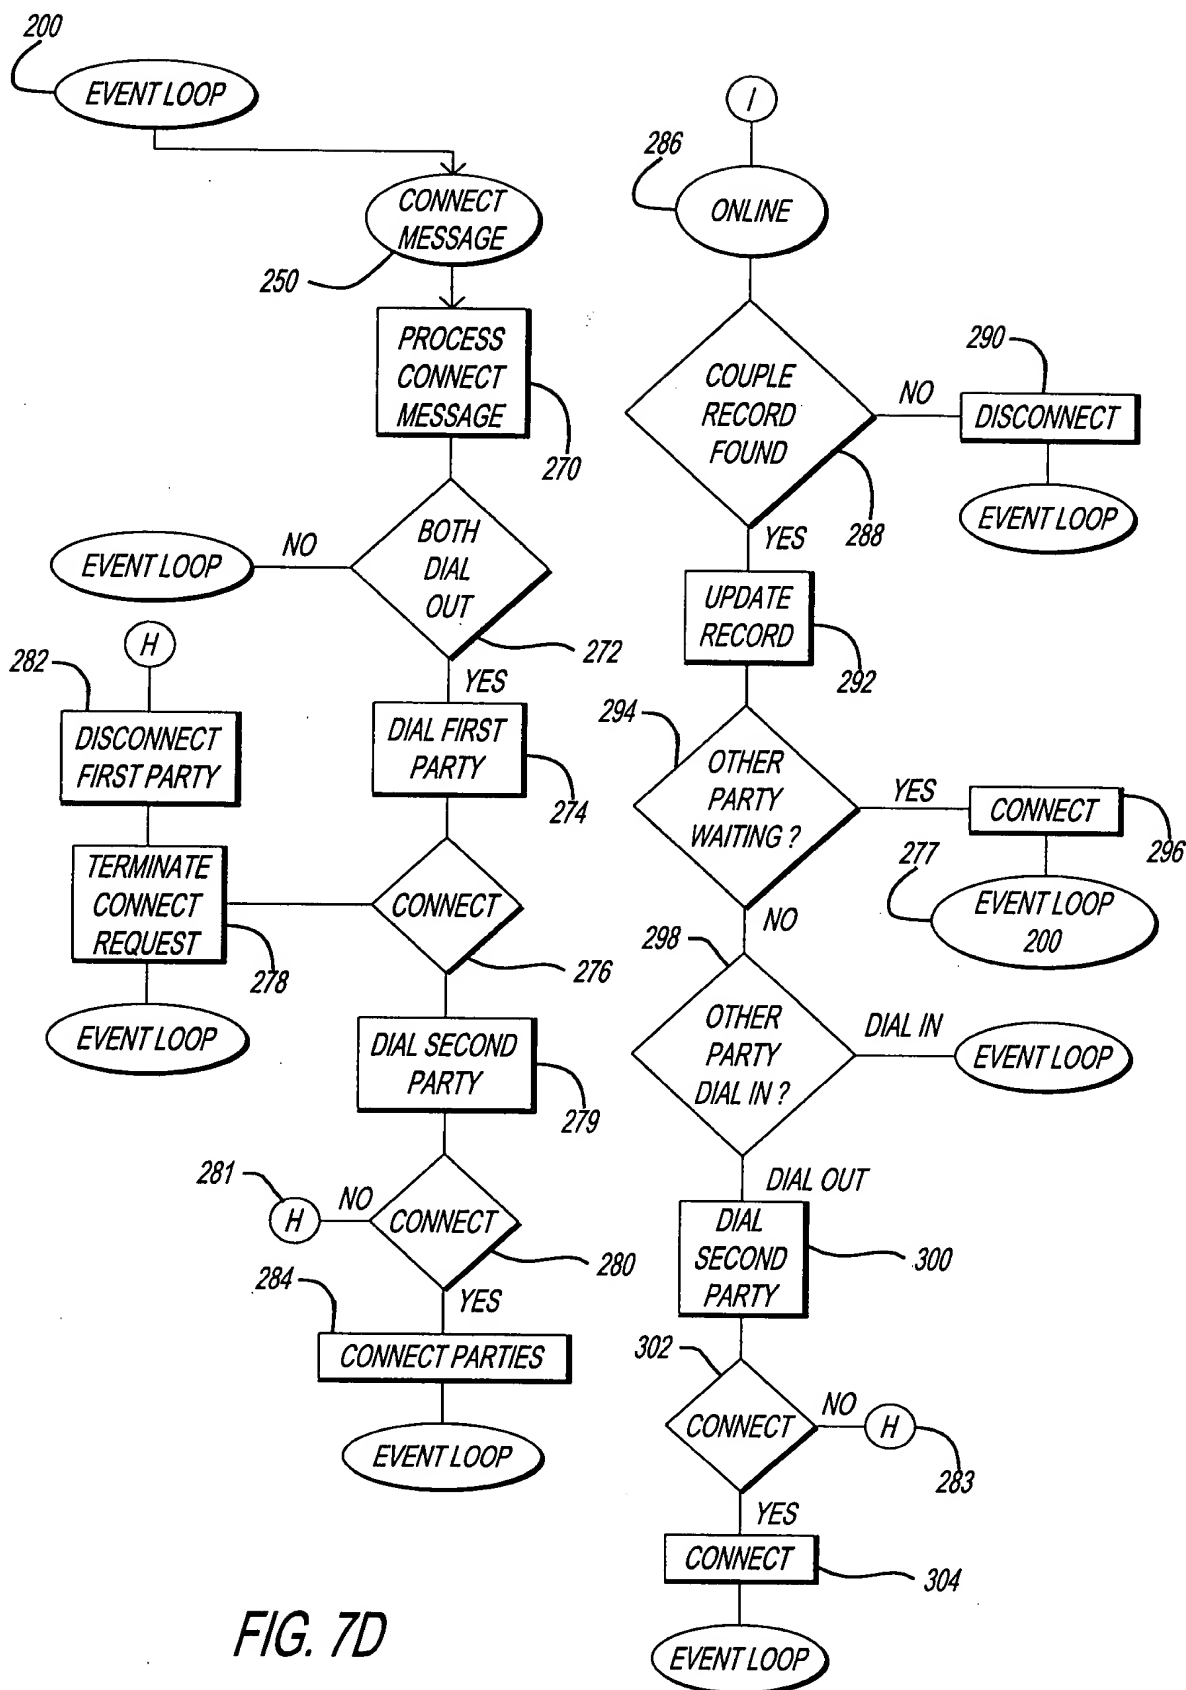 200
EVENT LOOP
CONNECT
MESSAGE
250
PROCESS
CONNECT
MESSAGE
270
BOTH
DIAL
OUT
NO
EVENT LOOP
272
YES
H
282
DISCONNECT
FIRST PARTY
DIAL FIRST
PARTY
274
TERMINATE
CONNECT
REQUEST
278
CONNECT
276
EVENT LOOP
DIAL SECOND
PARTY
279
281
H
NO
CONNECT
280
YES
284
CONNECT PARTIES
EVENT LOOP
I
286
ONLINE
COUPLE
RECORD
FOUND
288
NO
290
DISCONNECT
EVENT LOOP
YES
UPDATE
RECORD
292
294
OTHER
PARTY
WAITING ?
YES
CONNECT
296
277
EVENT LOOP
200
NO
298
OTHER
PARTY
DIAL IN ?
DIAL IN
EVENT LOOP
DIAL OUT
DIAL
SECOND
PARTY
300
302
CONNECT
NO
H
283
YES
CONNECT
304
EVENT LOOP
FIG. 7D